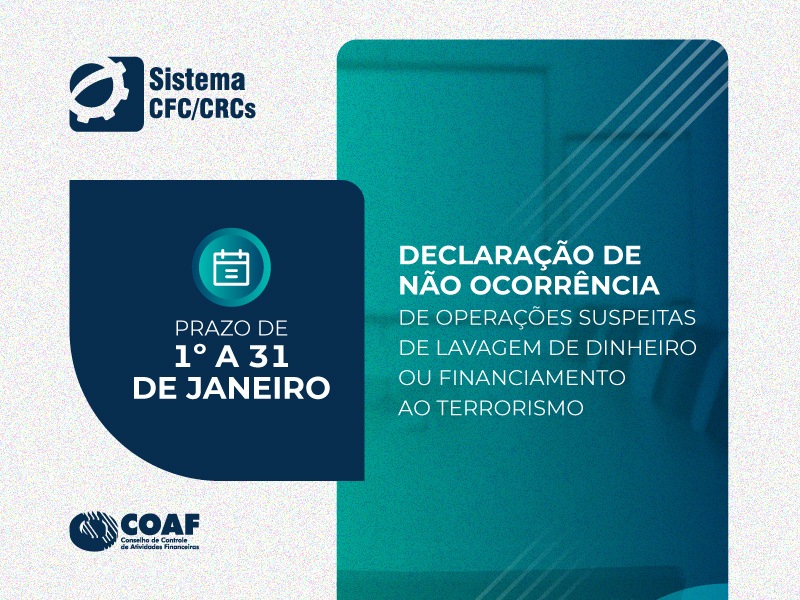 Sistema
CFC/CRCs
PRAZO DE
1º A 31
DE JANEIRO
DECLARAÇÃO DE
NÃO OCORRÊNCIA
DE OPERAÇÕES SUSPEITAS
DE LAVAGEM DE DINHEIRO
OU FINANCIAMENTO
AO TERRORISMO
COAF
Conselho de Controle
de Atividades Financeiras